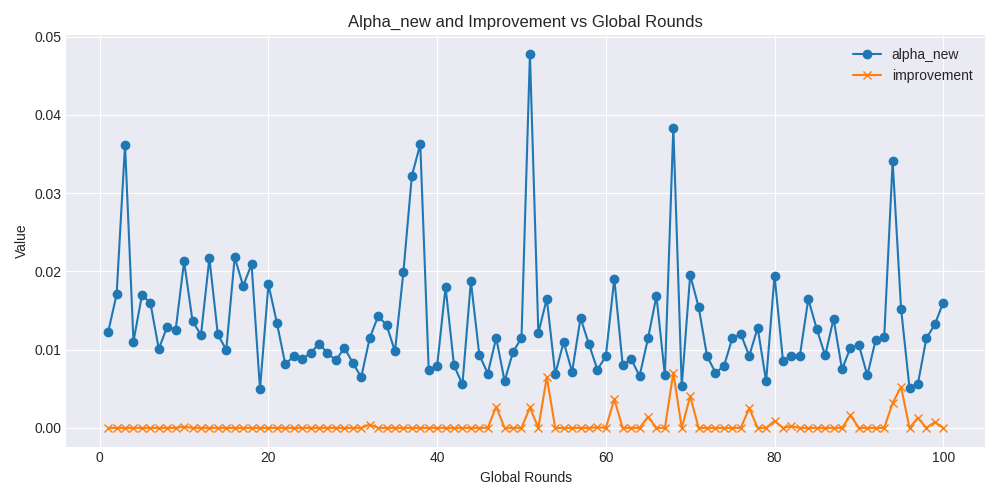 Alpha_new and Improvement vs Global Rounds
alpha_new
improvement
Value
0.05
0.04
0.03
0.02
0.01
0.00
0 20 40 60 80 100
Global Rounds